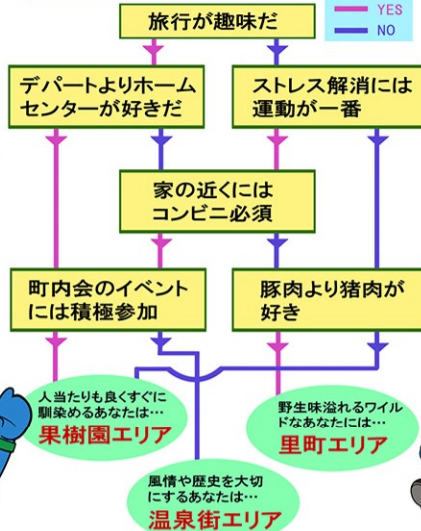 旅行が趣味だ
YES
NO
デパートよりホーム
センターが好きだ
ストレス解消には
運動が一番
家の近くには
コンビニ必須
町内会のイベント
には積極参加
豚肉より猪肉が
好き
人当たりも良くすぐに
馴染めるあなたは…
果樹園エリア
野生味溢れるワイル
ドなあなたには…
里町エリア
風情や歴史を大切
にするあなたは…
温泉街エリア